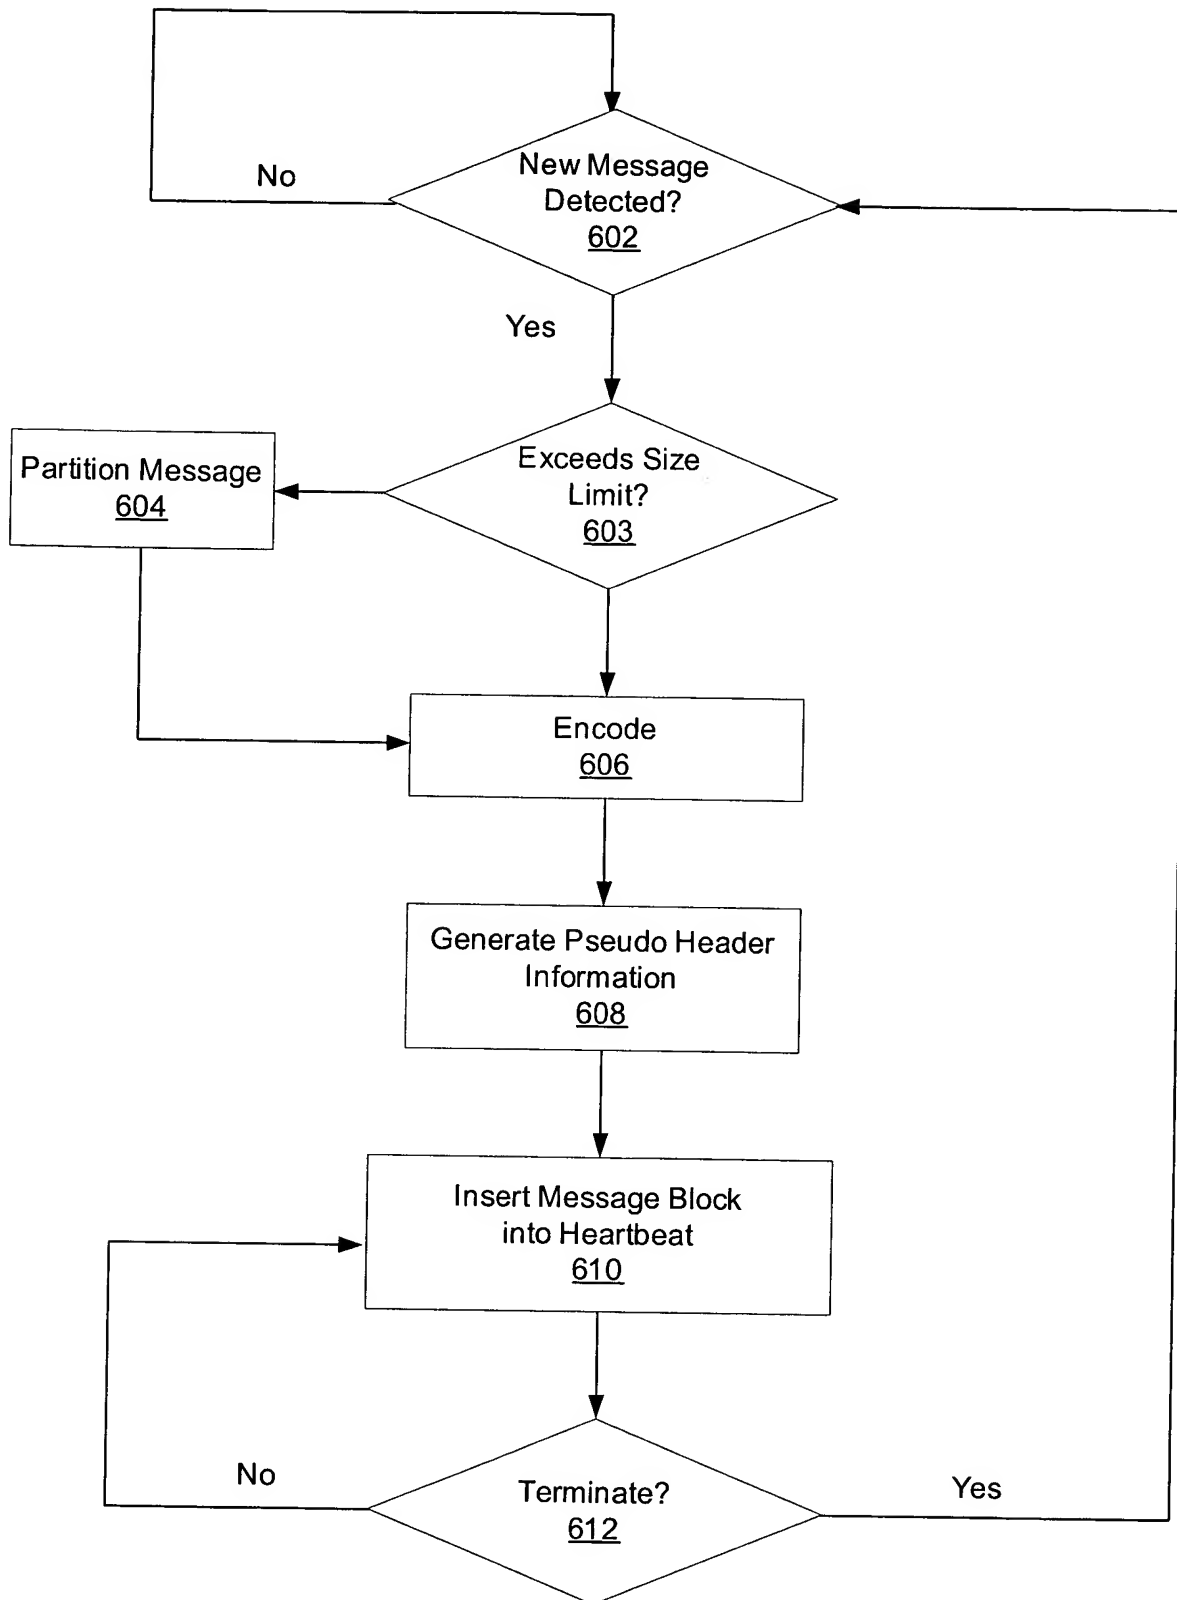 No
New Message
Detected?
602
Yes
Partition Message
604
Exceeds Size
Limit?
603
Encode
606
Generate Pseudo Header
Information
608
Insert Message Block
into Heartbeat
610
No
Terminate?
612
Yes